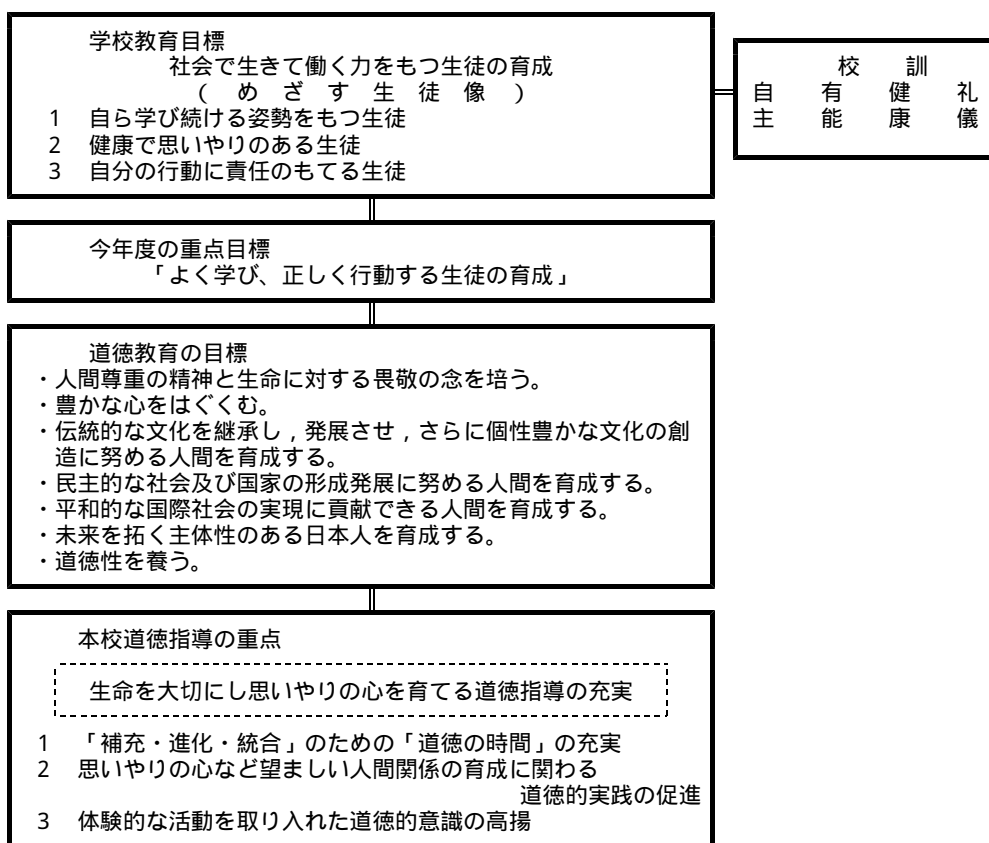 学校教育目標
社会で生きて働く力をもつ生徒の育成
( め ざ す 生 徒 像 )
1 自ら学び続ける姿勢をもつ生徒
2 健康で思いやりのある生徒
3 自分の行動に責任のもてる生徒
校 訓
自 有 健 礼
主 能 康 儀
今年度の重点目標
「よく学び、正しく行動する生徒の育成」
道徳教育の目標
・人間尊重の精神と生命に対する畏敬の念を培う。
・豊かな心をはぐくむ。
・伝統的な文化を継承し,発展させ,さらに個性豊かな文化の創
造に努める人間を育成する。
・民主的な社会及び国家の形成発展に努める人間を育成する。
・平和的な国際社会の実現に貢献できる人間を育成する。
・未来を拓く主体性のある日本人を育成する。
・道徳性を養う。
本校道徳指導の重点
生命を大切にし思いやりの心を育てる道徳指導の充実
1 「補充・進化・統合」のための「道徳の時間」の充実
2 思いやりの心など望ましい人間関係の育成に関わる
道徳的実践の促進
3 体験的な活動を取り入れた道徳的意識の高揚